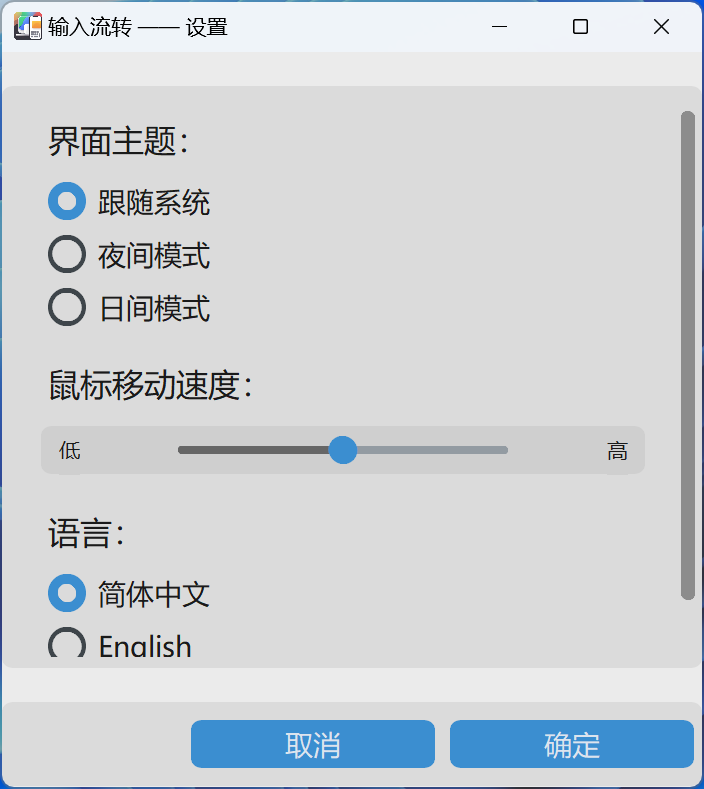 输入流转 —— 设置
界面主题：
跟随系统
夜间模式
日间模式
鼠标移动速度：
低 高
语言：
简体中文
English
取消 确定